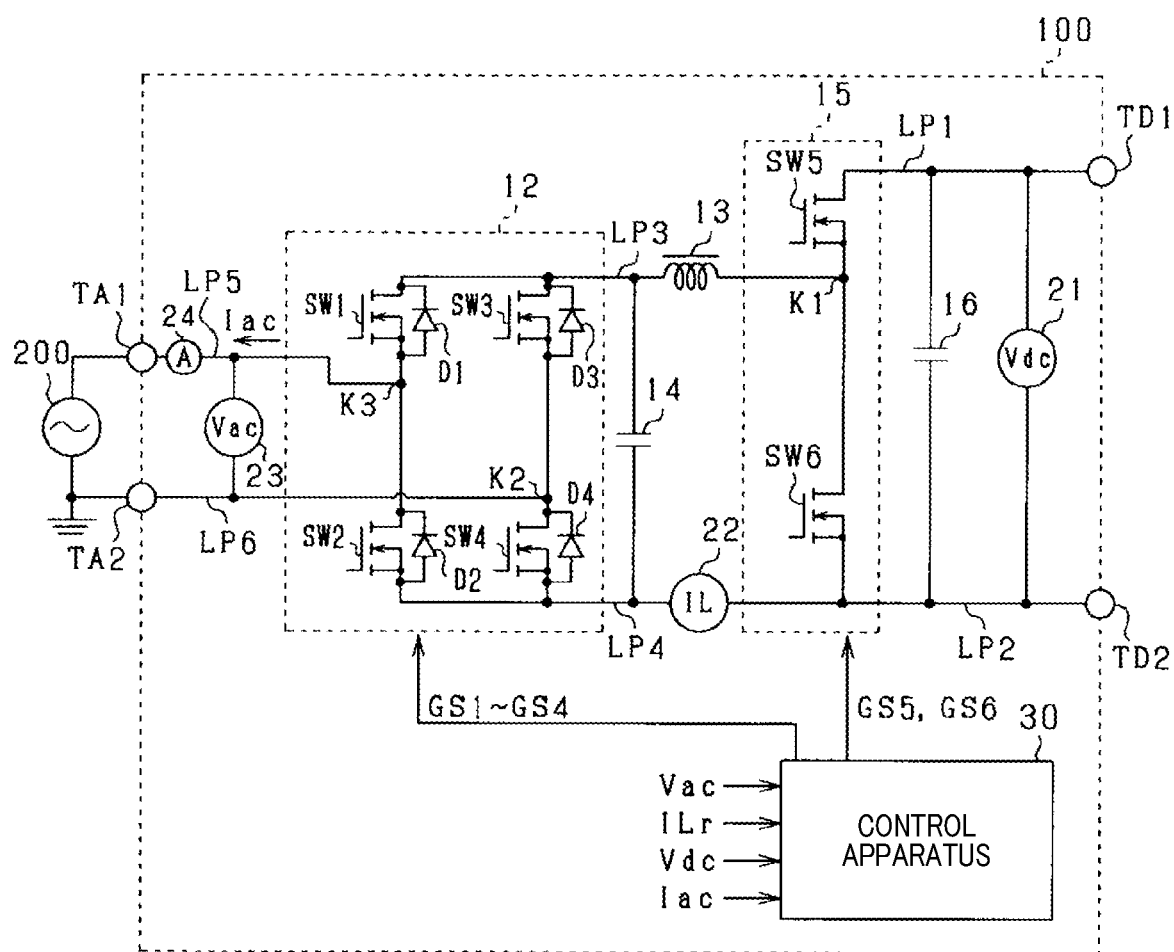 100
15
TD1
LP1
SW5
12
13
LP3
LP5
TA1
24
Iac
SW1
SW3
K1
16
21
200
A
D1
D3
Vdc
K3
14
Vac
23
SW6
K2
D4
22
TA2
LP6
SW2
SW4
D2
IL
LP4
LP2
TD2
GS1~GS4
GS5, GS6
30
Vac
ILr
Vdc
Iac
CONTROL
APPARATUS